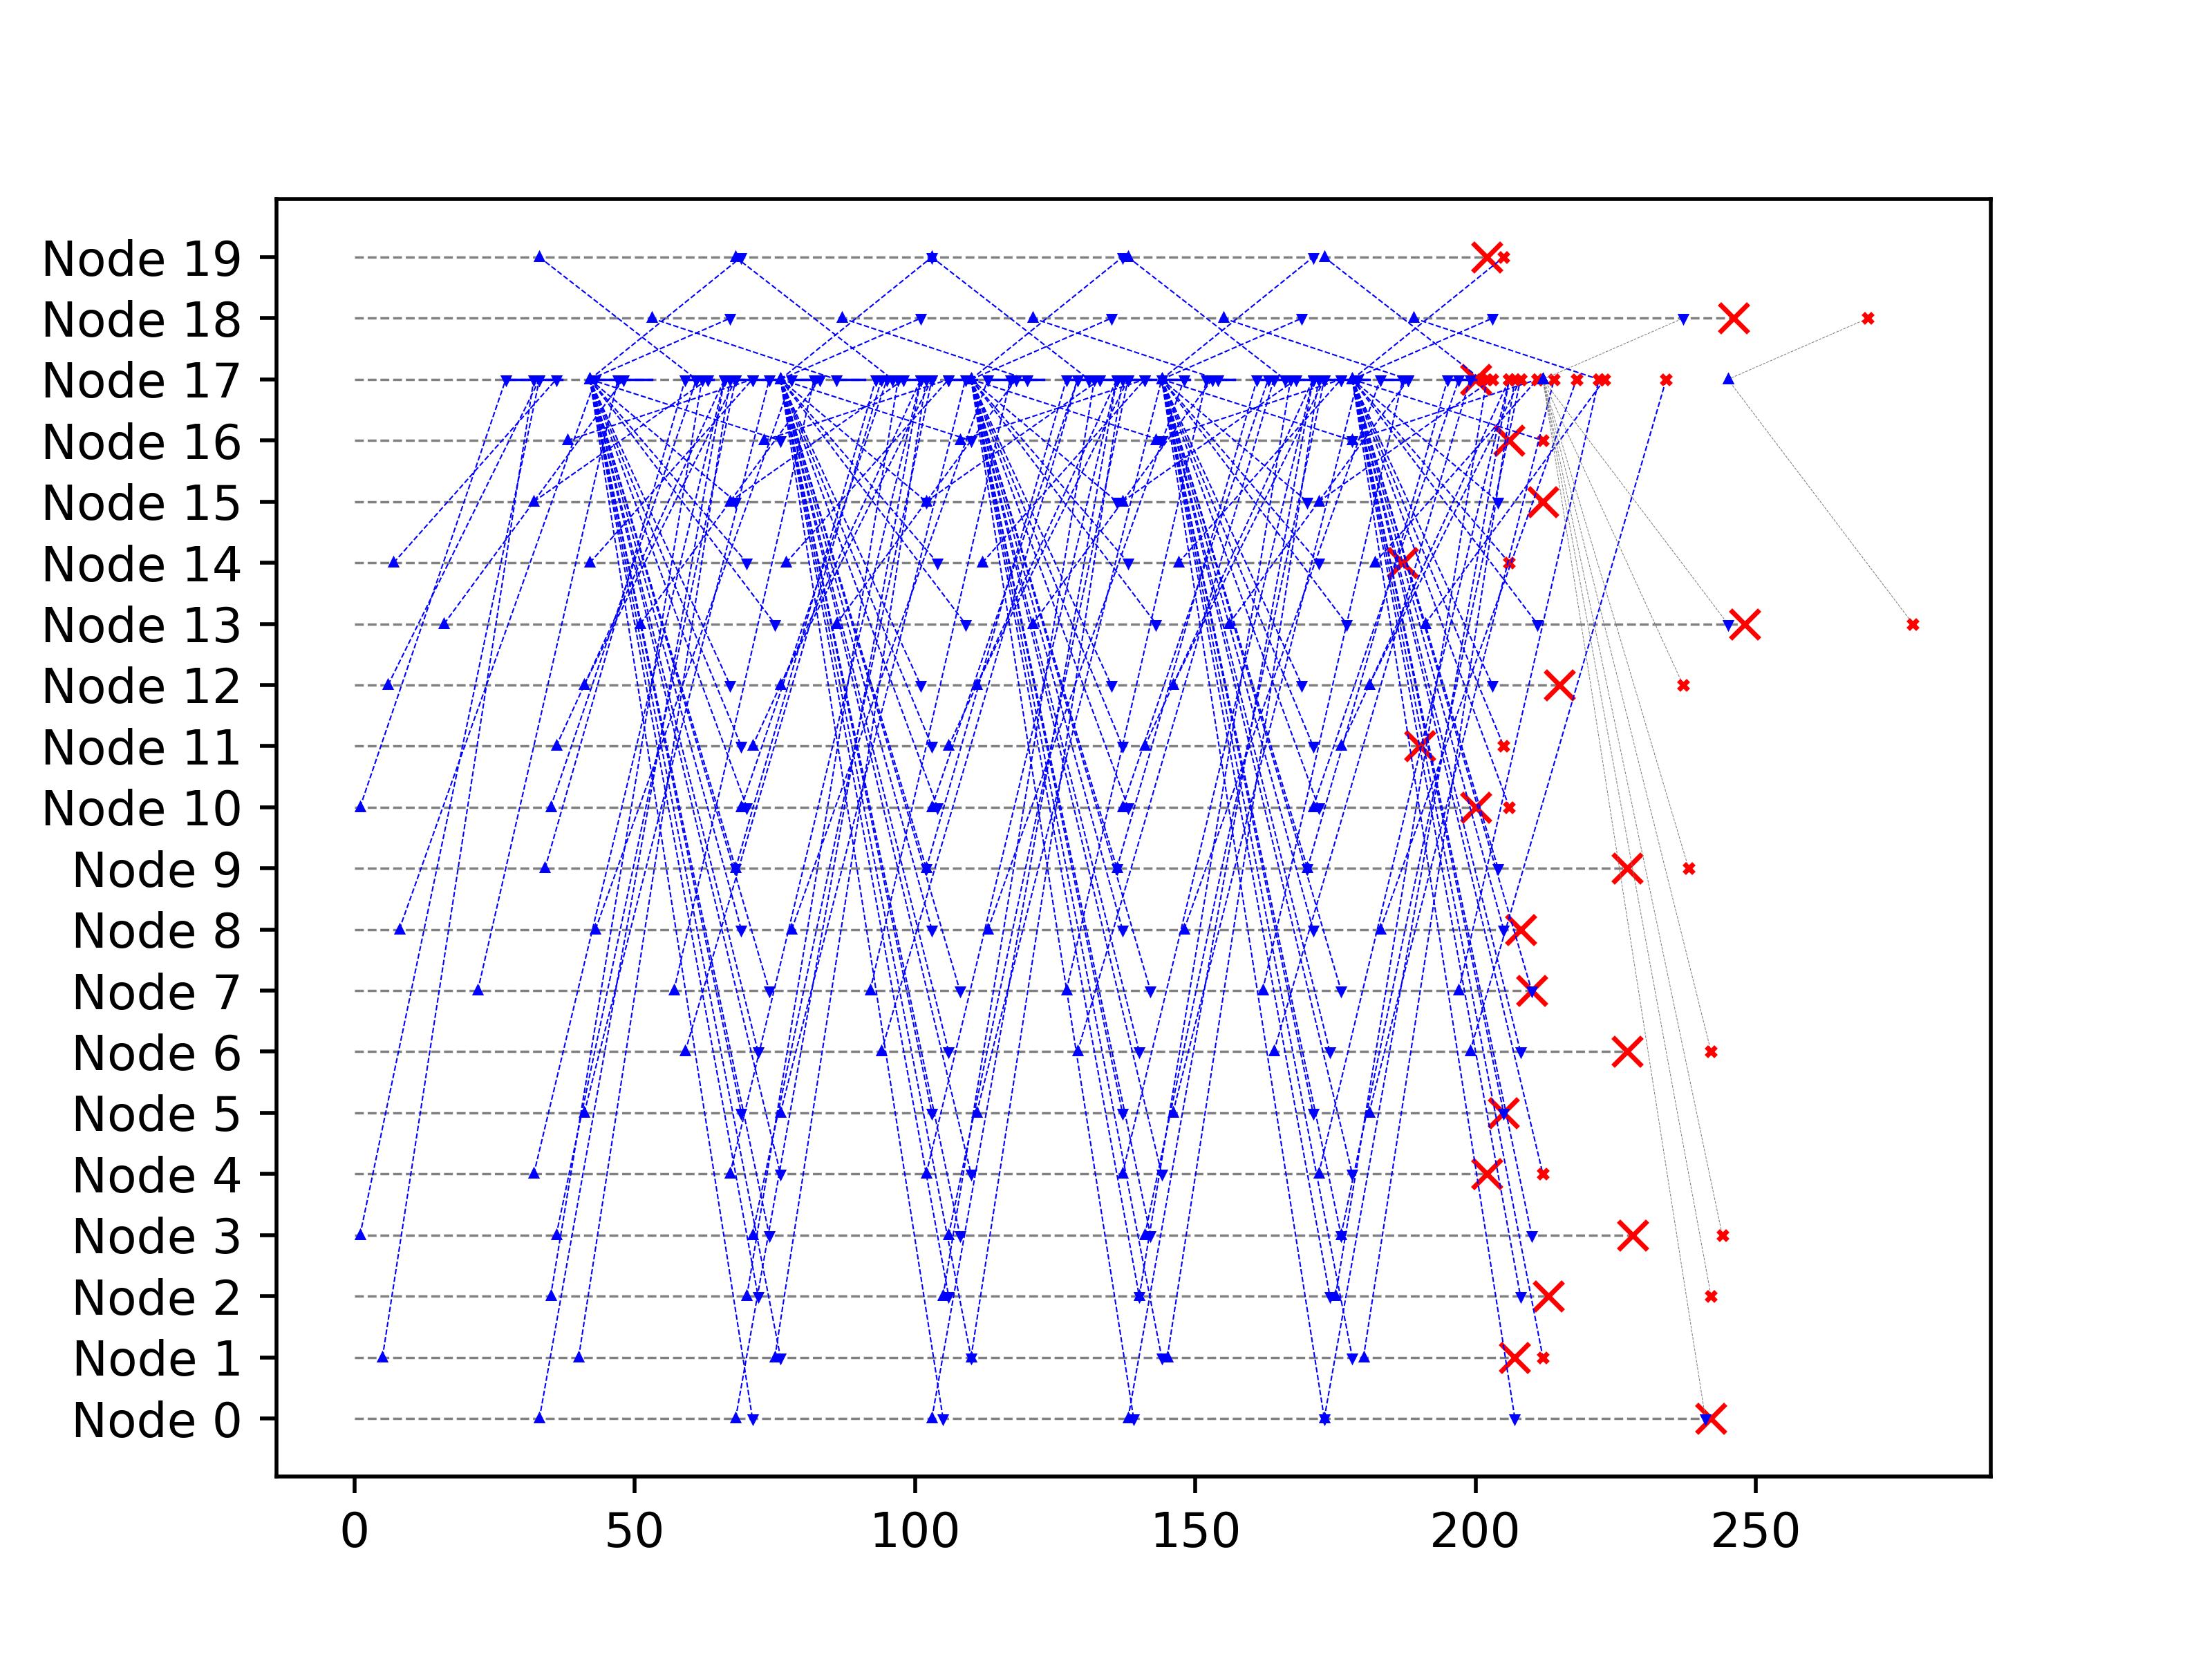 Node 19
Node 18
Node 17
Node 16
Node 15
Node 14
Node 13
Node 12
Node 11
Node 10
Node 9
Node 8
Node 7
Node 6
Node 5
Node 4
Node 3
Node 2
Node 1
Node 0
0 50 100 150 200 250